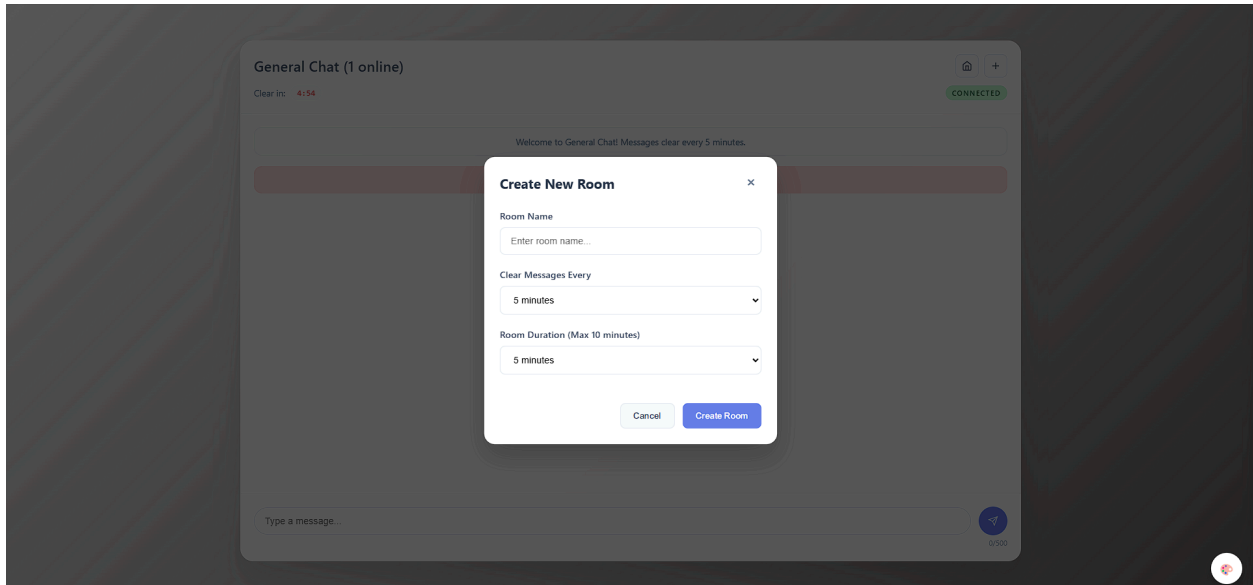 General Chat (1 online)
Clear in: 4:54
CONNECTED
Welcome to General Chat! Messages clear every 5 minutes.
Create New Room
Room Name
Enter room name...
Clear Messages Every
5 minutes
Room Duration (Max 10 minutes)
5 minutes
Cancel
Create Room
Type a message...
0/500